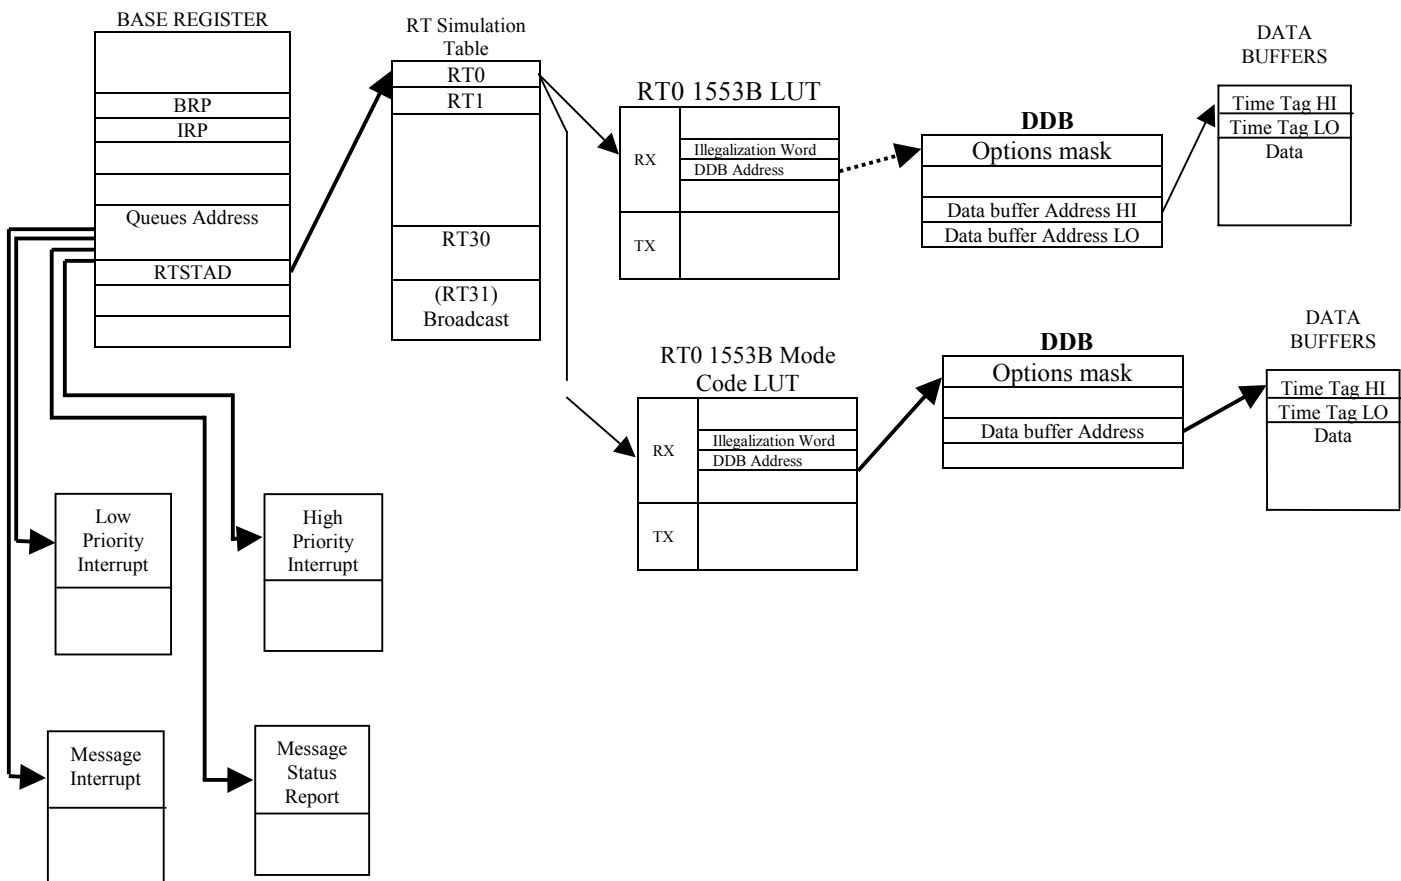 BASE REGISTER
BRP
IRP
Queues Address
RTSTAD
RT Simulation
Table
RT0
RT1
RT30
(RT31)
Broadcast
RT0 1553B LUT
RX
Illegalization Word
DDB Address
TX
DDB
Options mask
Data buffer Address HI
Data buffer Address LO
DATA
BUFFERS
Time Tag HI
Time Tag LO
Data
RT0 1553B Mode
Code LUT
RX
Illegalization Word
DDB Address
TX
DDB
Options mask
Data buffer Address
DATA
BUFFERS
Time Tag HI
Time Tag LO
Data
Low
Priority
Interrupt
High
Priority
Interrupt
Message
Interrupt
Message
Status
Report